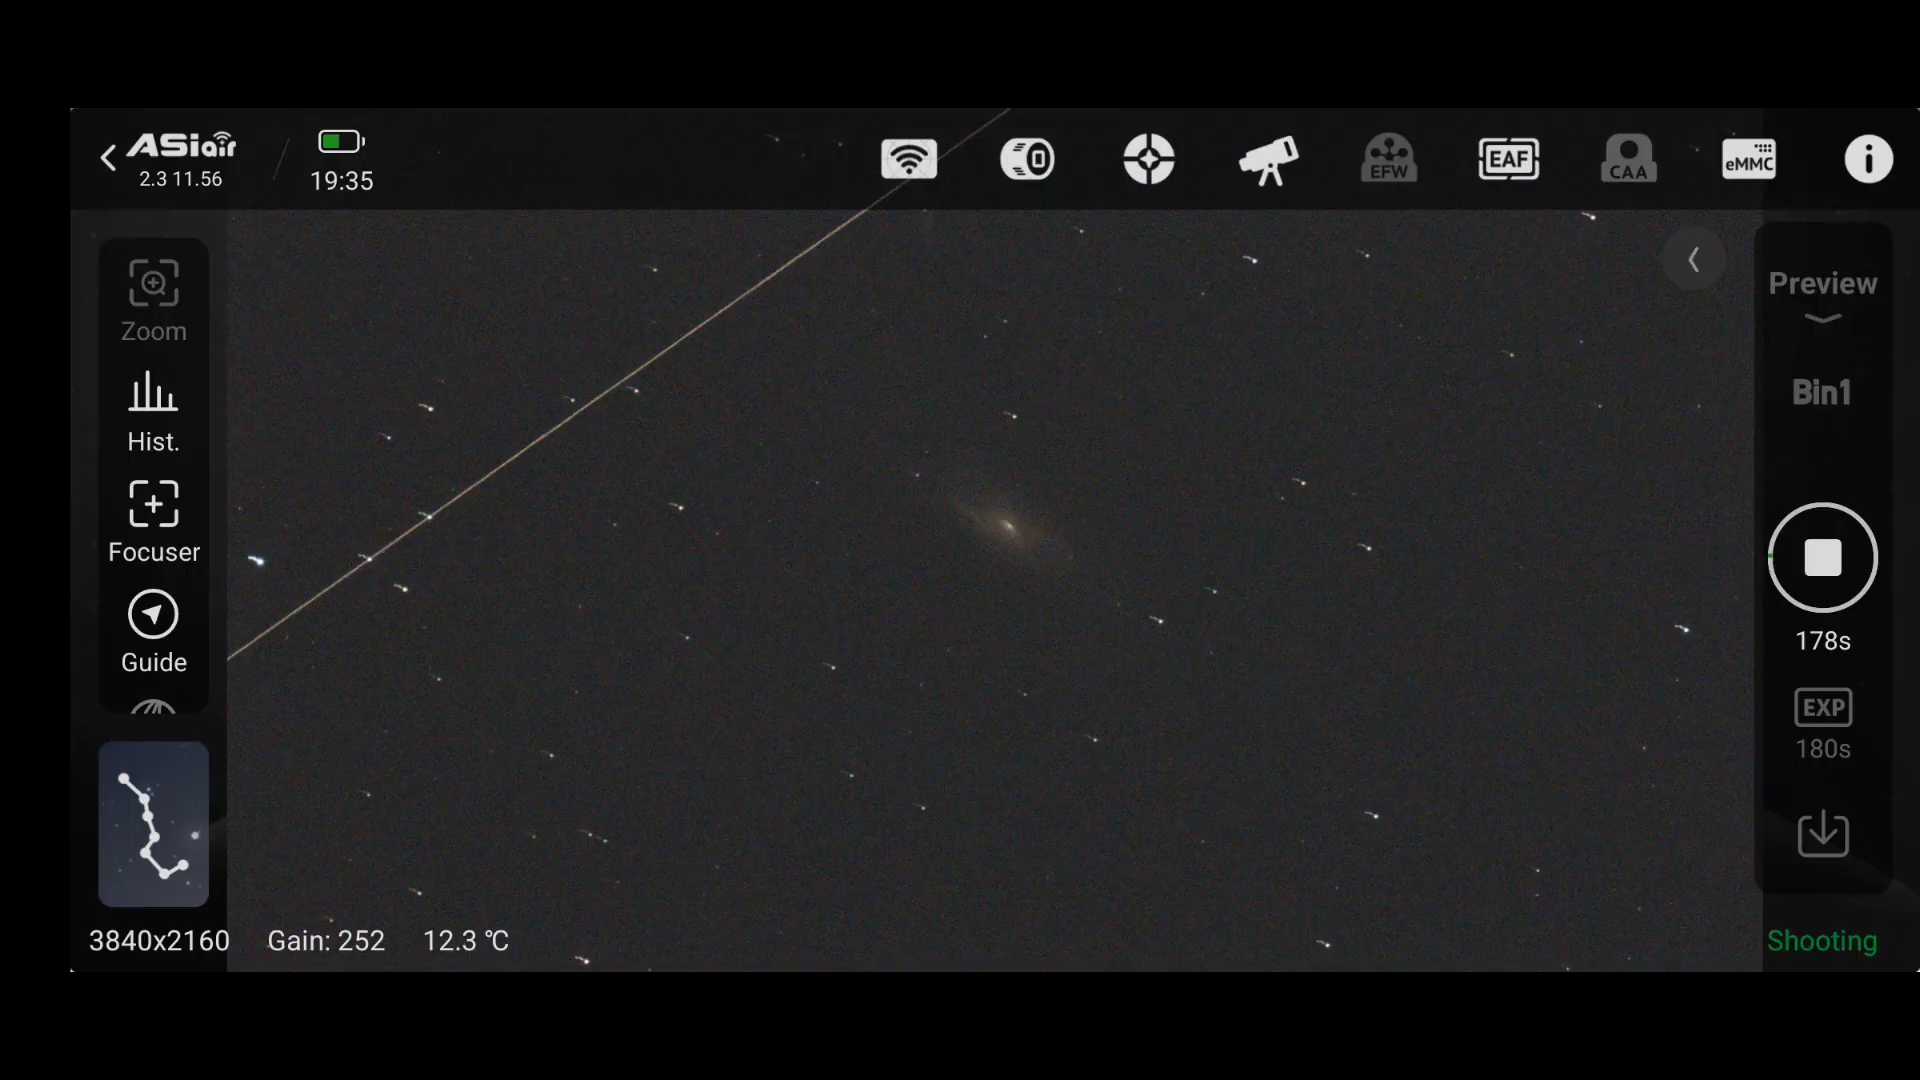 ASiair
2.3 11.56
19:35
EFW
EAF
CAA
eMMC
i
Zoom
Hist.
Focuser
Guide
Preview
Bin1
178s
EXP
180s
3840x2160 Gain: 252 12.3 ℃
Shooting